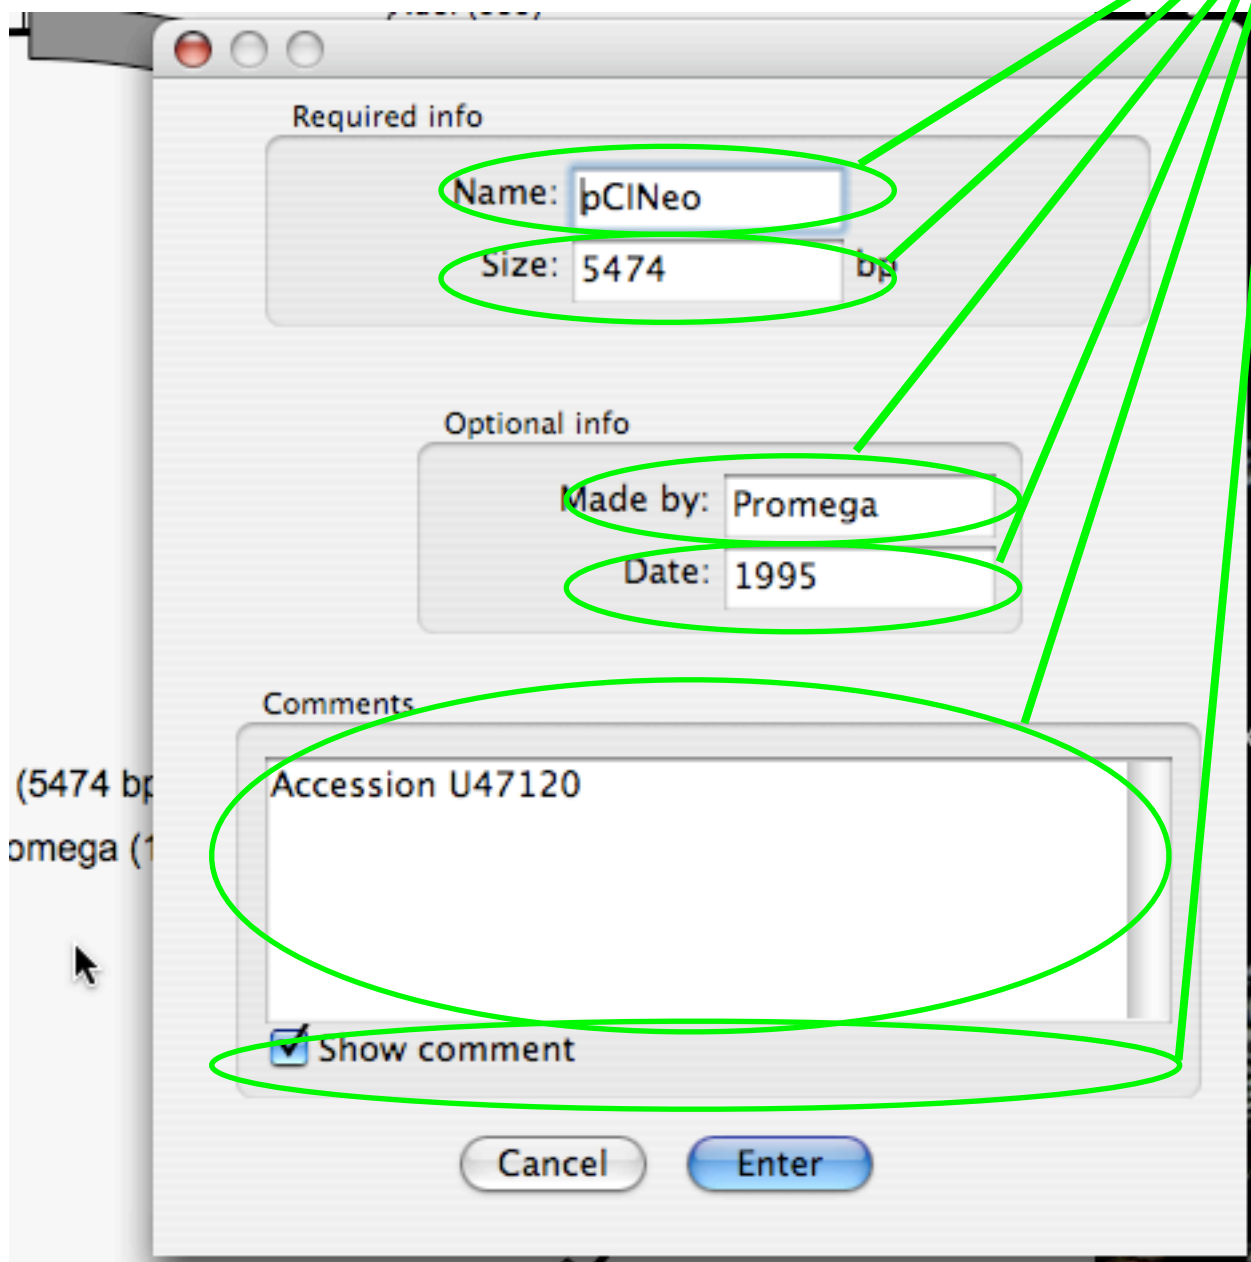 Required info
Name: pCINeo
Size: 5474 bp
Optional info
Made by: Promega
Date: 1995
Comments
(5474 bp
Accession U47120
omega (1
Show comment
Cancel Enter